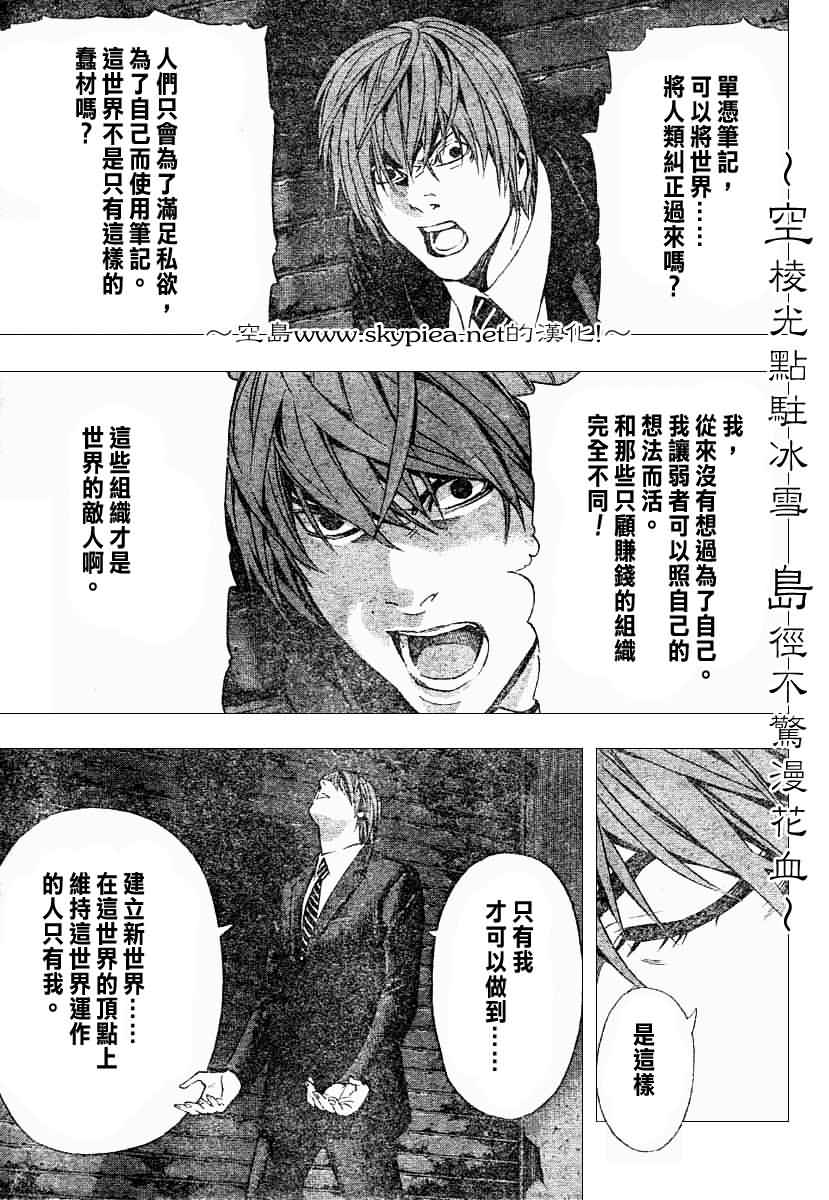 單憑筆記，
可以將世界……
將人類糾正過來嗎？
人們只會為了滿足私欲，
為了自己而使用筆記。
這世界不是只有這樣的
蠢材嗎？
～空島www.skypiea.net的漢化!～
我，
從來沒有想過為了自己。
我讓弱者可以照自己的
想法而活。
和那些只顧賺錢的組織
完全不同！
這些組織才是
世界的敵人啊。
是這樣
只有我
才可以做到……
建立新世界……
在這世界的頂點上
維持這世界運作
的人只有我。
～空棱光點駐冰雪 島徑不驚漫花血～